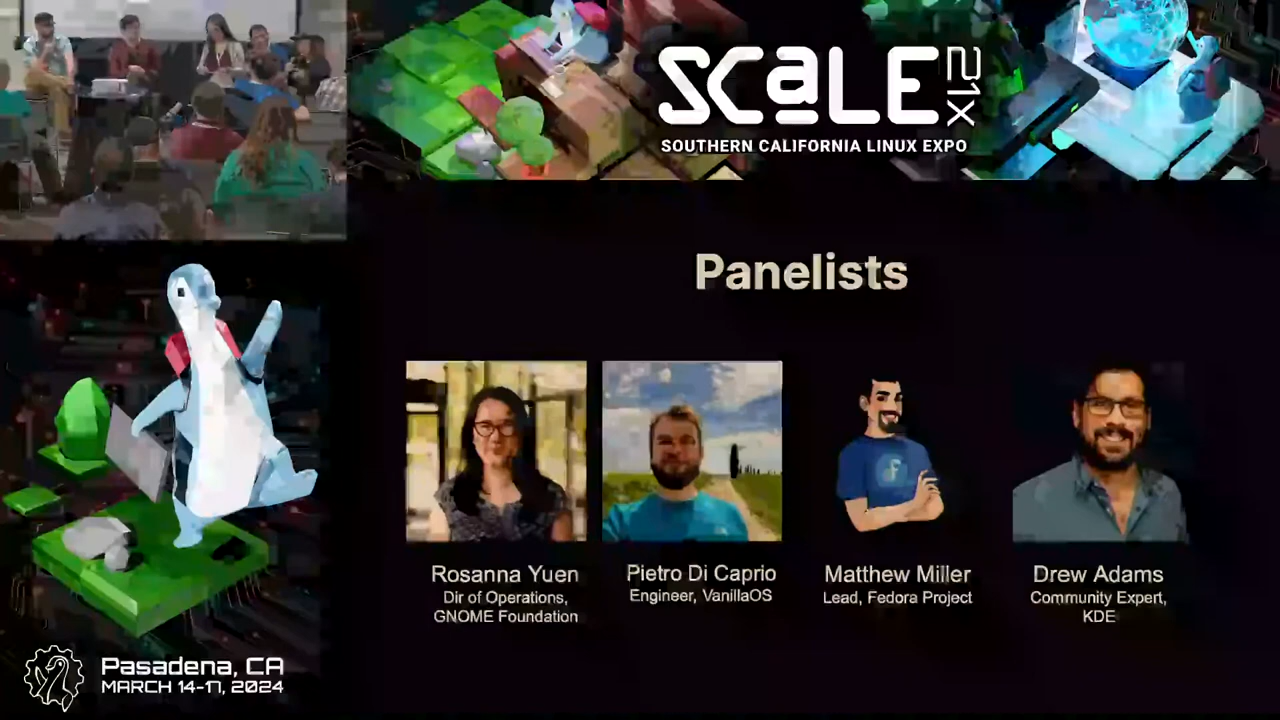 SCaLE 21X
SOUTHERN CALIFORNIA LINUX EXPO
Panelists
Rosanna Yuen
Dir of Operations,
GNOME Foundation
Pietro Di Caprio
Engineer, VanillaOS
Matthew Miller
Lead, Fedora Project
Drew Adams
Community Expert,
KDE
Pasadena, CA
MARCH 14-17, 2024